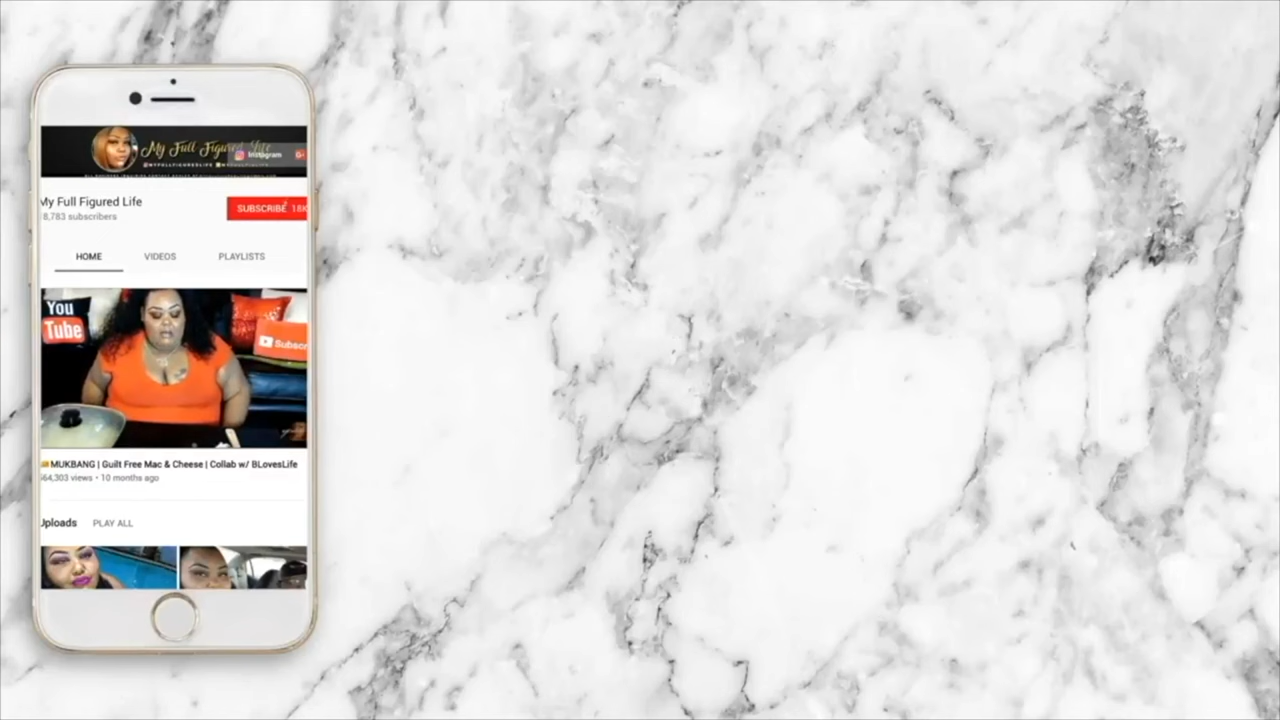 My Full Figured Life
Instagram
G+
My Full Figured Life
8,783 subscribers
SUBSCRIBE 18K
HOME
VIDEOS
PLAYLISTS
You
Tube
Subscr
MUKBANG | Guilt Free Mac & Cheese | Collab w/ BLovesLife
64,303 views • 10 months ago
Uploads
PLAY ALL